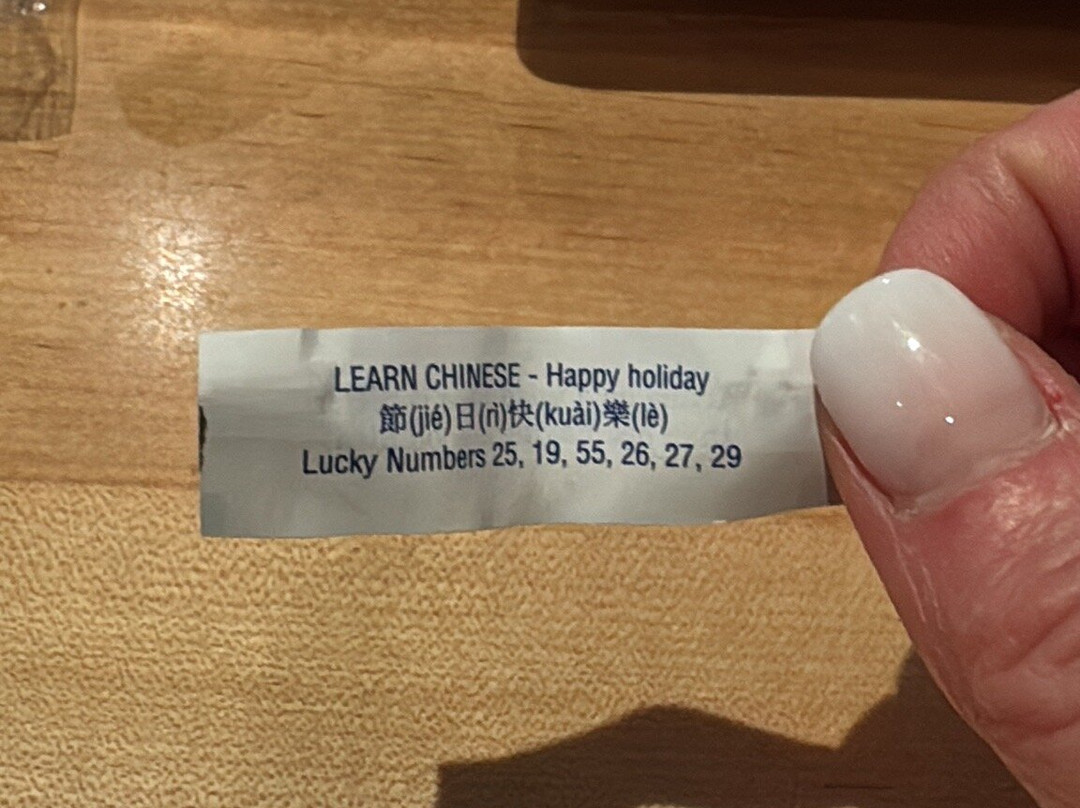 LEARN CHINESE - Happy holiday
節(jié)日(rì)快(kuài)樂(lè)
Lucky Numbers 25, 19, 55, 26, 27, 29